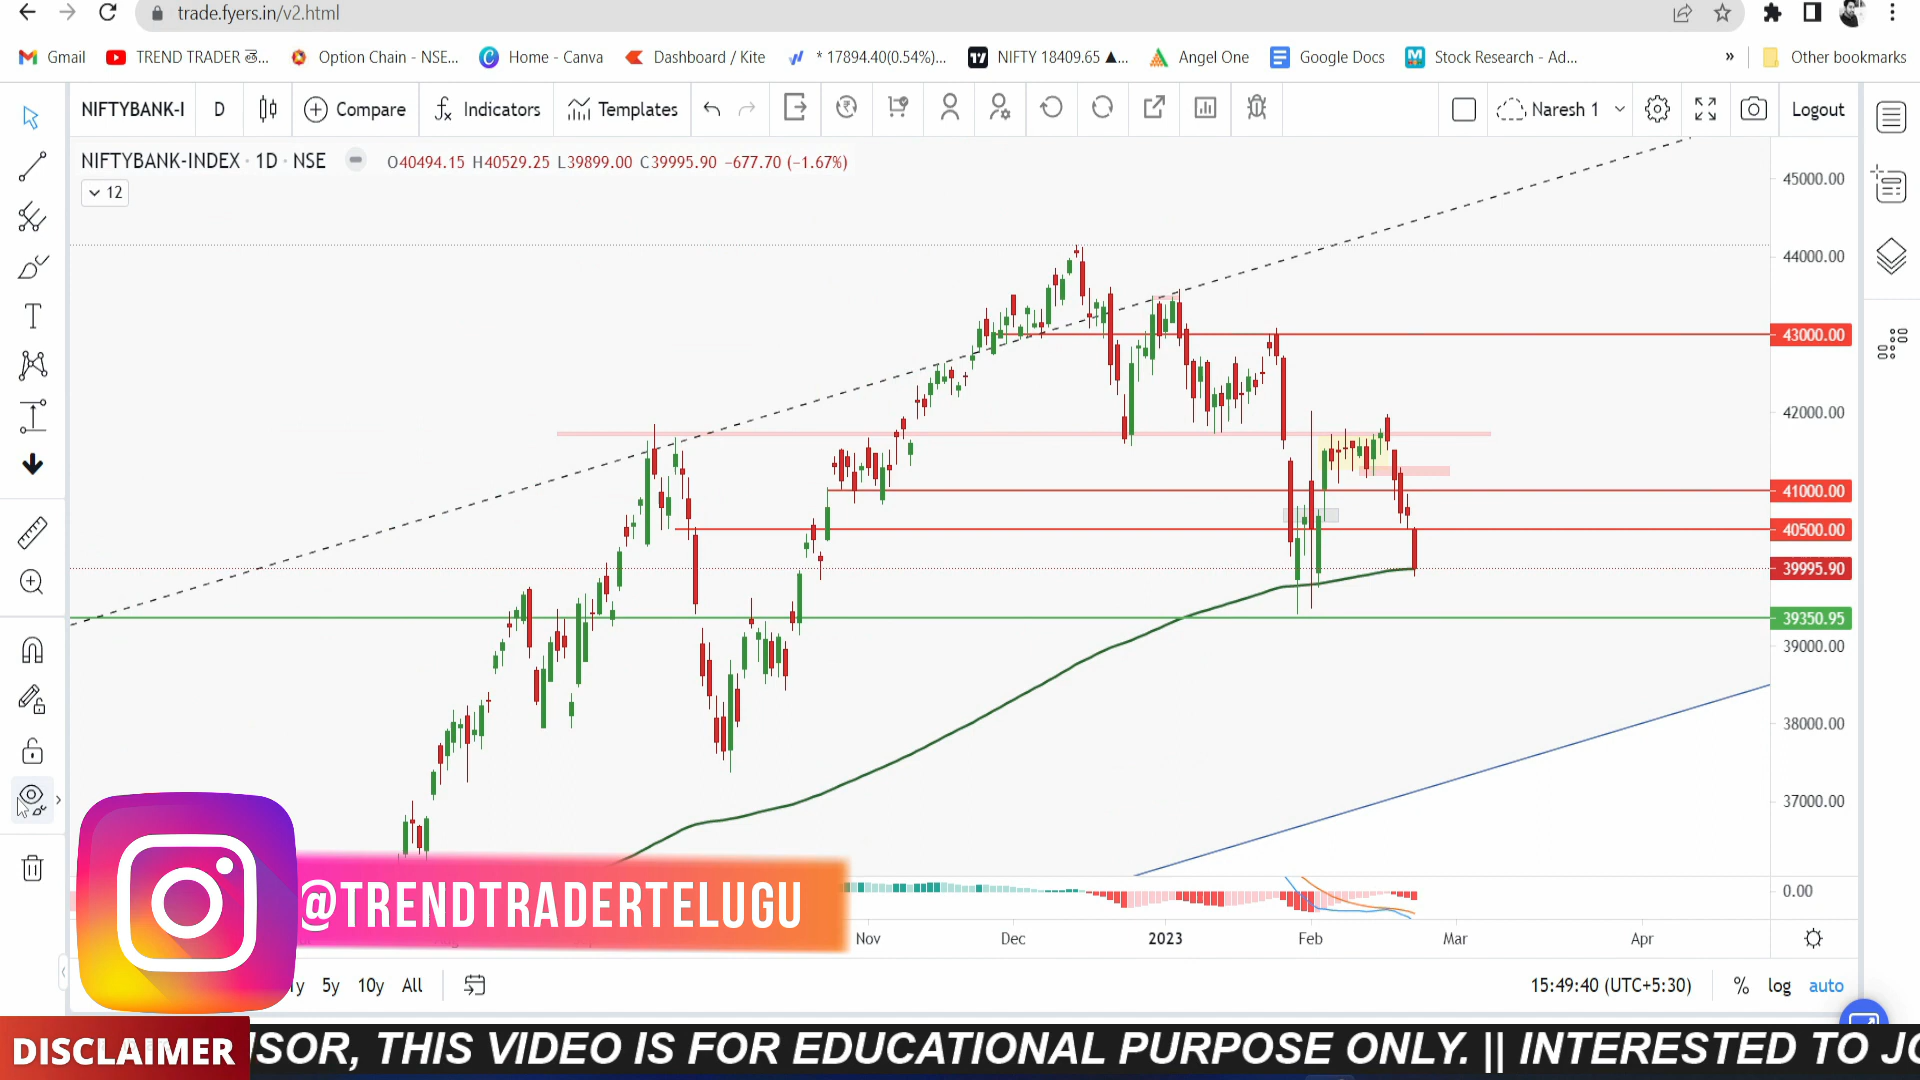 trade.fyers.in/v2.html
Gmail
TREND TRADER తె...
Option Chain - NSE...
Home - Canva
Dashboard / Kite
* 17894.40(0.54%)...
NIFTY 18409.65 ▲...
Angel One
Google Docs
Stock Research - Ad...
»
Other bookmarks
NIFTYBANK-I
D
Compare
Indicators
Templates
Naresh 1
Logout
NIFTYBANK-INDEX · 1D · NSE
O40494.15 H40529.25 L39899.00 C39995.90 −677.70 (−1.67%)
12
45000.00
44000.00
43000.00
42000.00
41000.00
40500.00
39995.90
39350.95
39000.00
38000.00
37000.00
0.00
@TRENDTRADERTELUGU
Nov
Dec
2023
Feb
Mar
Apr
y
5y
10y
All
15:49:40 (UTC+5:30)
%
log
auto
DISCLAIMER
ISOR, THIS VIDEO IS FOR EDUCATIONAL PURPOSE ONLY. || INTERESTED TO JO